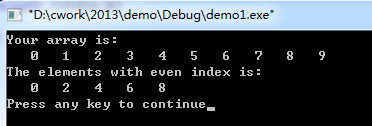 "D:\cwork\2013\demo\Debug\demo1.exe"
Your array is:
0 1 2 3 4 5 6 7 8 9
The elements with even index is:
0 2 4 6 8
Press any key to continue_